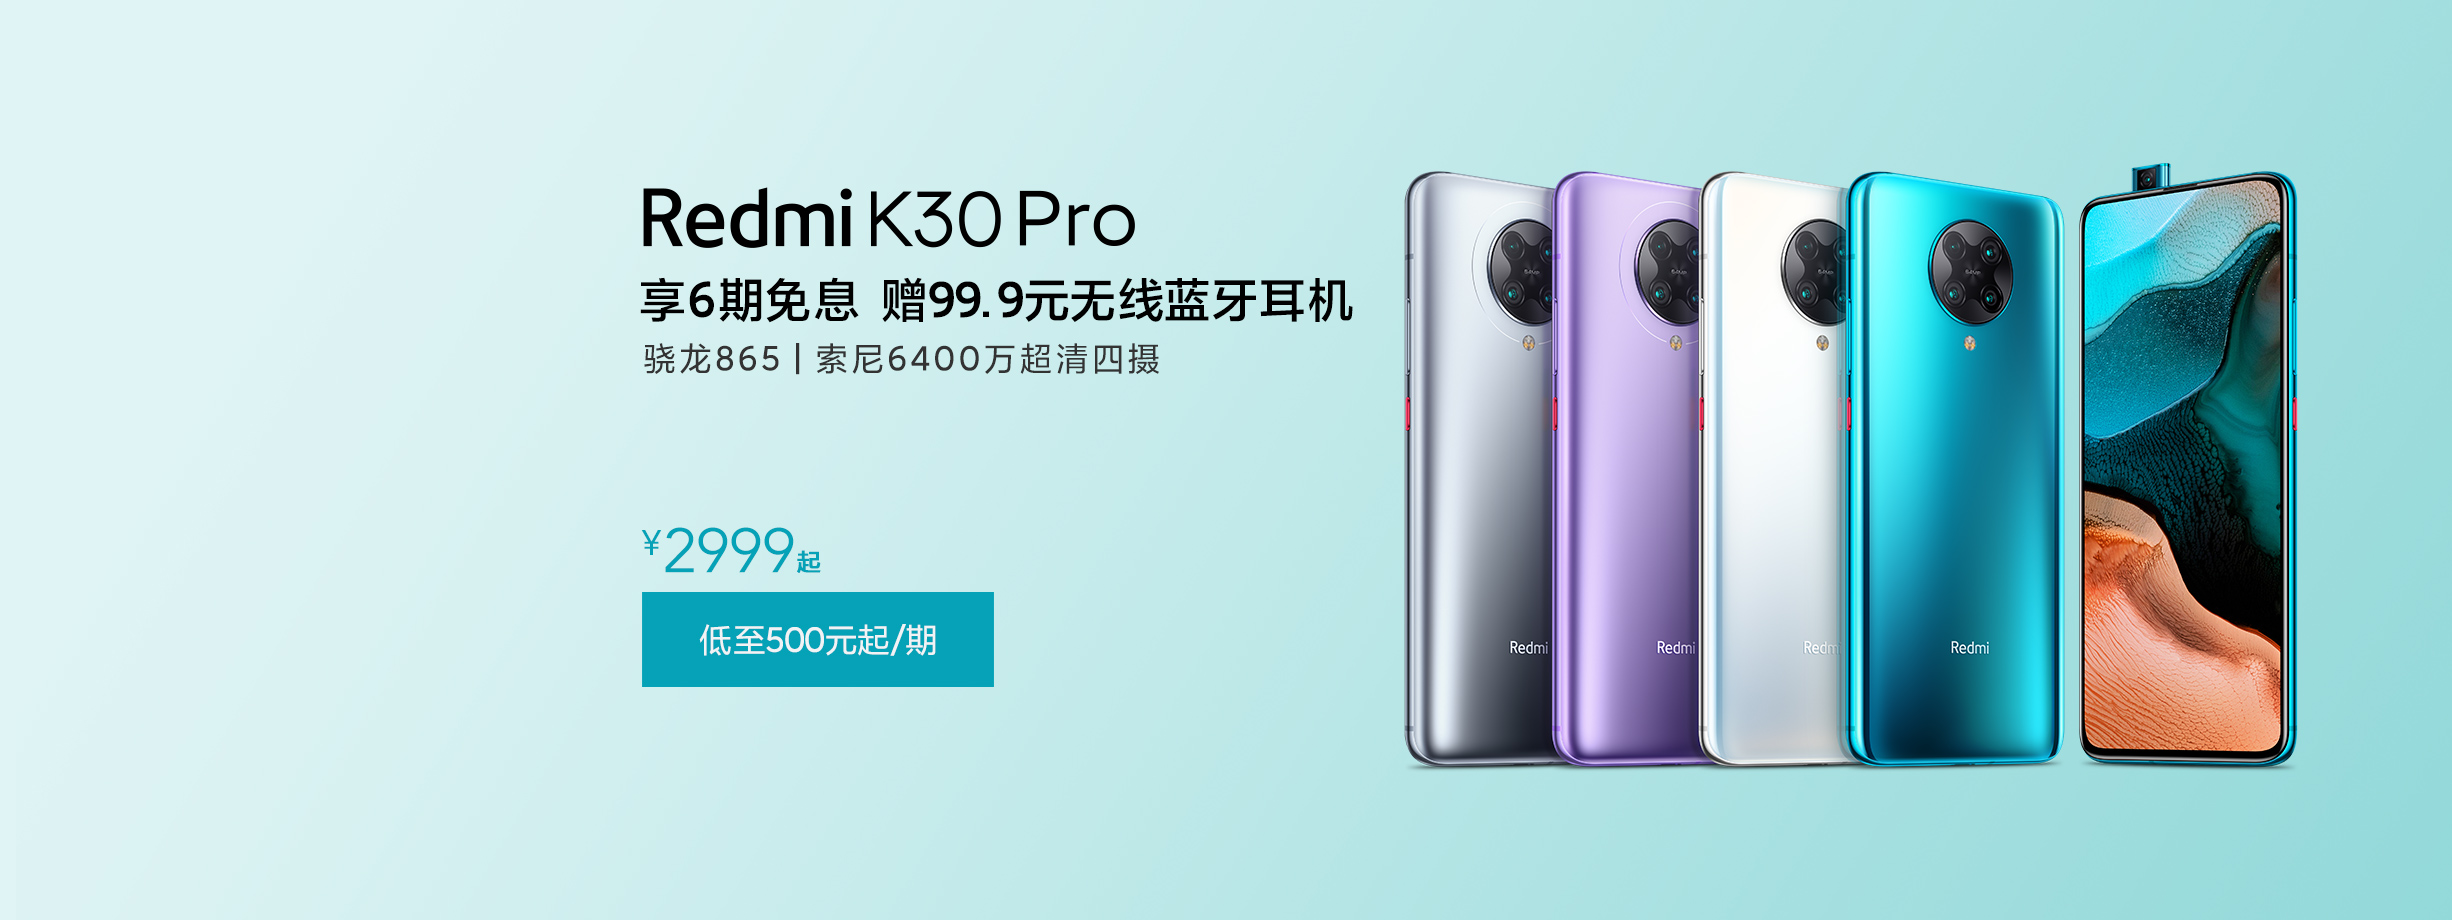 Redmi K30 Pro
享6期免息 赠99.9元无线蓝牙耳机
骁龙865 | 索尼6400万超清四摄
¥2999起
低至500元起/期
Redmi
Redmi
Redmi
Redmi